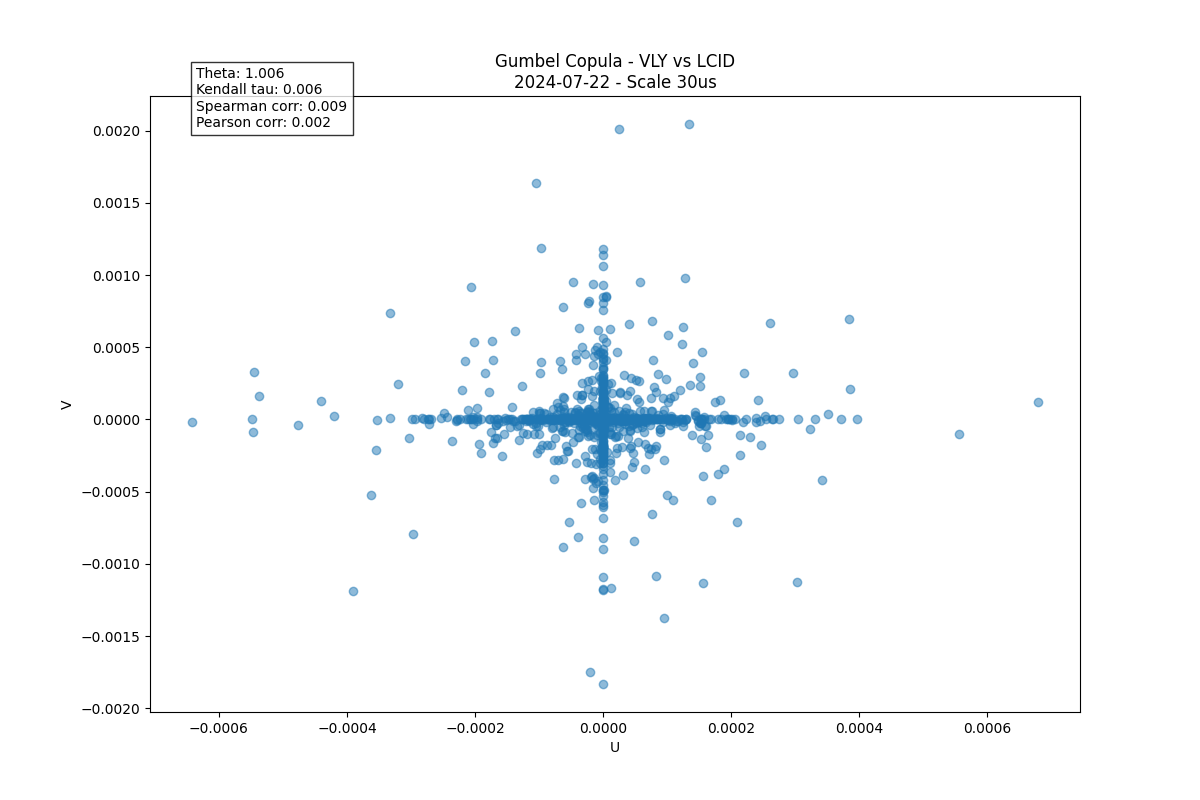 Gumbel Copula - VLY vs LCID
2024-07-22 - Scale 30us
Theta: 1.006
Kendall tau: 0.006
Spearman corr: 0.009
Pearson corr: 0.002
0.0020
0.0015
0.0010
0.0005
0.0000
−0.0005
−0.0010
−0.0015
−0.0020
V
−0.0006
−0.0004
−0.0002
0.0000
0.0002
0.0004
0.0006
U